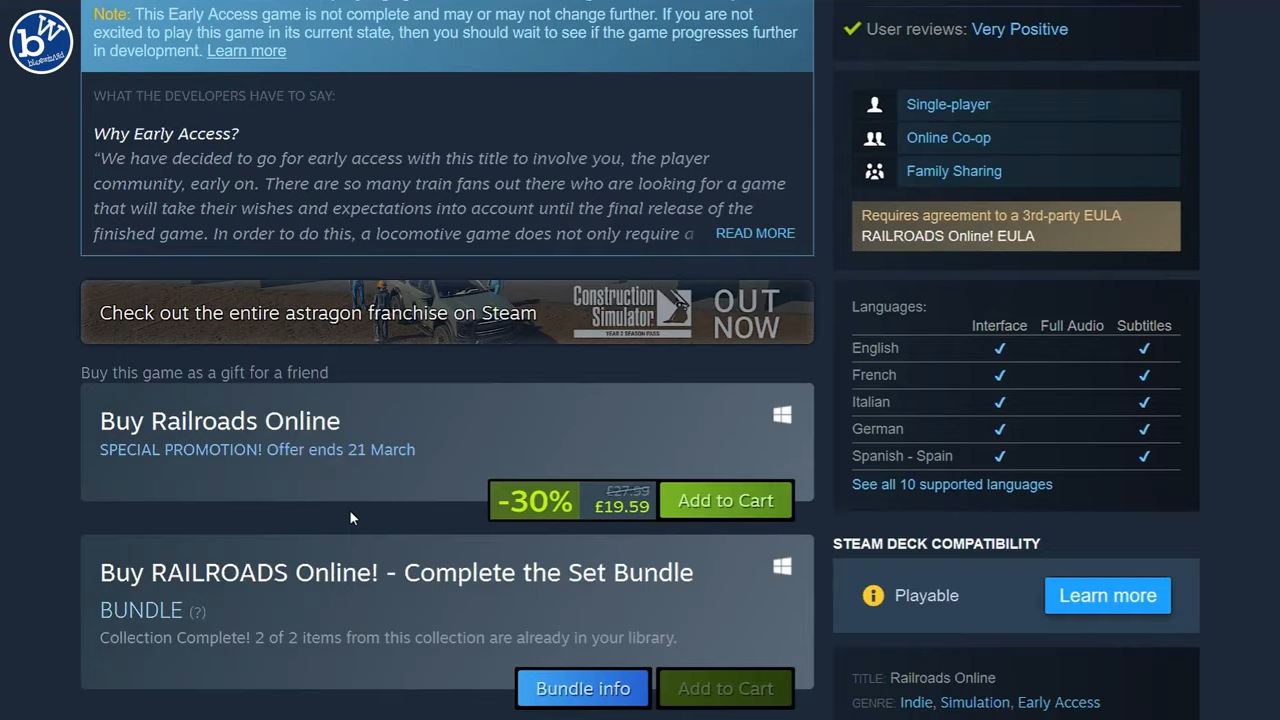 Note: This Early Access game is not complete and may or may not change further. If you are not
excited to play this game in its current state, then you should wait to see if the game progresses further
in development. Learn more
WHAT THE DEVELOPERS HAVE TO SAY:
Why Early Access?
“We have decided to go for early access with this title to involve you, the player
community, early on. There are so many train fans out there who are looking for a game
that will take their wishes and expectations into account until the final release of the
finished game. In order to do this, a locomotive game does not only require a READ MORE
Check out the entire astragon franchise on Steam
Construction
Simulator
YEAR 2 SEASON PASS
OUT
NOW
Buy this game as a gift for a friend
Buy Railroads Online
SPECIAL PROMOTION! Offer ends 21 March
-30% £27.99 £19.59 Add to Cart
Buy RAILROADS Online! - Complete the Set Bundle
BUNDLE (?)
Collection Complete! 2 of 2 items from this collection are already in your library.
Bundle info Add to Cart
User reviews: Very Positive
Single-player
Online Co-op
Family Sharing
Requires agreement to a 3rd-party EULA
RAILROADS Online! EULA
Languages:
Interface Full Audio Subtitles
English ✔ ✔
French ✔ ✔
Italian ✔ ✔
German ✔ ✔
Spanish - Spain ✔ ✔
See all 10 supported languages
STEAM DECK COMPATIBILITY
Playable Learn more
TITLE: Railroads Online
GENRE: Indie, Simulation, Early Access